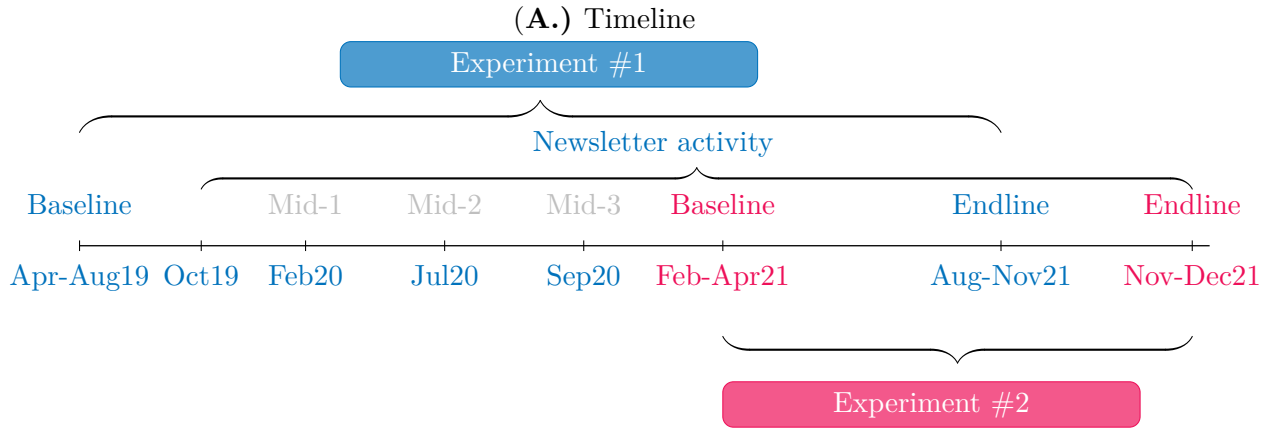 (A.) Timeline
Experiment #1
Newsletter activity
Baseline Mid-1 Mid-2 Mid-3 Baseline Endline Endline
Apr-Aug19 Oct19 Feb20 Jul20 Sep20 Feb-Apr21 Aug-Nov21 Nov-Dec21
Experiment #2